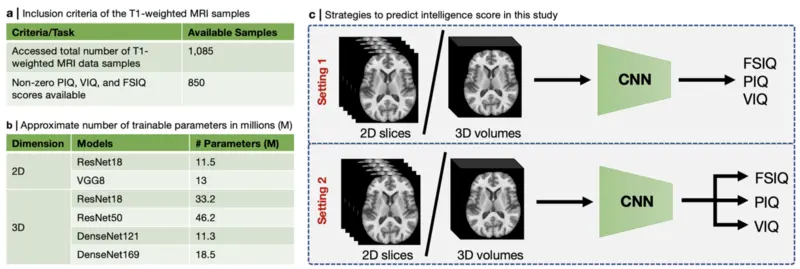 a | Inclusion criteria of the T1-weighted MRI samples
Criteria/Task Available Samples
Accessed total number of T1-
weighted MRI data samples 1,085
Non-zero PIQ, VIQ, and FSIQ
scores available 850
b | Approximate number of trainable parameters in millions (M)
Dimension Models # Parameters (M)
2D ResNet18 11.5
VGG8 13
3D ResNet18 33.2
ResNet50 46.2
DenseNet121 11.3
DenseNet169 18.5
c | Strategies to predict intelligence score in this study
Setting 1
2D slices
3D volumes
CNN
FSIQ
PIQ
VIQ
Setting 2
2D slices
3D volumes
CNN
FSIQ
PIQ
VIQ